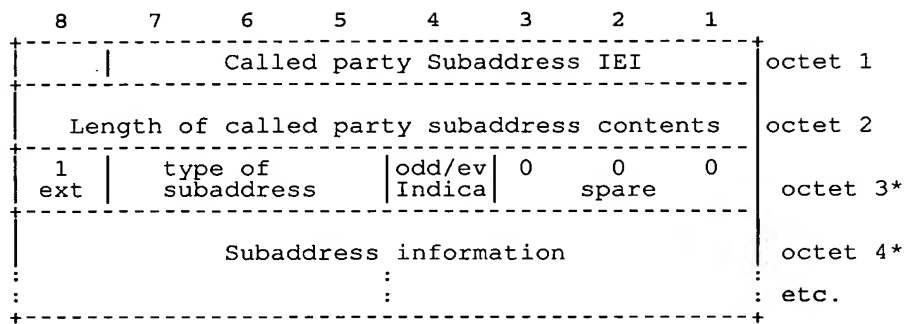 8 7 6 5 4 3 2 1
Called party Subaddress IEI octet 1
Length of called party subaddress contents octet 2
1 type of odd/ev 0 0 0
ext subaddress Indica spare octet 3*
Subaddress information octet 4*
: : : etc.